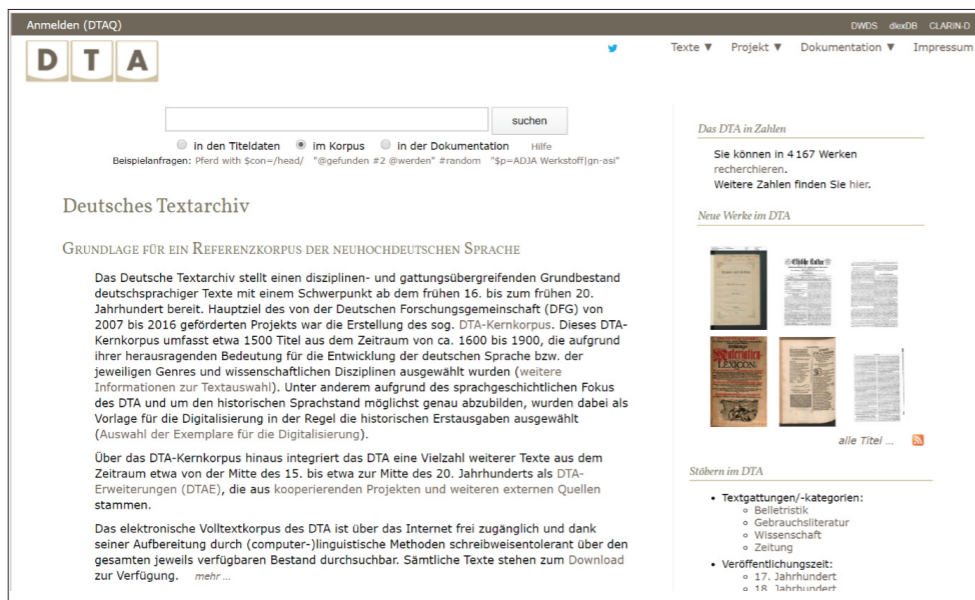 Anmelden (DTAQ)
DWDS dlexDB CLARIN-D
D T A
Texte ▼ Projekt ▼ Dokumentation ▼ Impressum
suchen
in den Titeldaten im Korpus in der Dokumentation Hilfe
Beispielanfragen: Pferd with $con=/head/ "@gefunden #2 @werden" #random "$p=ADJA Werkstoff|gn-asi"
Deutsches Textarchiv
Grundlage für ein Referenzkorpus der neuhochdeutschen Sprache
Das Deutsche Textarchiv stellt einen disziplinen- und gattungsübergreifenden Grundbestand
deutschsprachiger Texte mit einem Schwerpunkt ab dem frühen 16. bis zum frühen 20.
Jahrhundert bereit. Hauptziel des von der Deutschen Forschungsgemeinschaft (DFG) von
2007 bis 2016 geförderten Projekts war die Erstellung des sog. DTA-Kernkorpus. Dieses DTA-
Kernkorpus umfasst etwa 1500 Titel aus dem Zeitraum von ca. 1600 bis 1900, die aufgrund
ihrer herausragenden Bedeutung für die Entwicklung der deutschen Sprache bzw. der
jeweiligen Genres und wissenschaftlichen Disziplinen ausgewählt wurden (weitere
Informationen zur Textauswahl). Unter anderem aufgrund des sprachgeschichtlichen Fokus
des DTA und um den historischen Sprachstand möglichst genau abzubilden, wurden dabei als
Vorlage für die Digitalisierung in der Regel die historischen Erstausgaben ausgewählt
(Auswahl der Exemplare für die Digitalisierung).
Über das DTA-Kernkorpus hinaus integriert das DTA eine Vielzahl weiterer Texte aus dem
Zeitraum etwa von der Mitte des 15. bis etwa zur Mitte des 20. Jahrhunderts als DTA-
Erweiterungen (DTAE), die aus kooperierenden Projekten und weiteren externen Quellen
stammen.
Das elektronische Volltextkorpus des DTA ist über das Internet frei zugänglich und dank
seiner Aufbereitung durch (computer-)linguistische Methoden schreibweisentolerant über den
gesamten jeweils verfügbaren Bestand durchsuchbar. Sämtliche Texte stehen zum Download
zur Verfügung. mehr ...
Das DTA in Zahlen
Sie können in 4167 Werken
recherchieren.
Weitere Zahlen finden Sie hier.
Neue Werke im DTA
LEXICON
alle Titel ...
Stöbern im DTA
• Textgattungen/-kategorien:
Belletristik
Gebrauchsliteratur
Wissenschaft
Zeitung
• Veröffentlichungszeit:
17. Jahrhundert
18. Jahrhundert